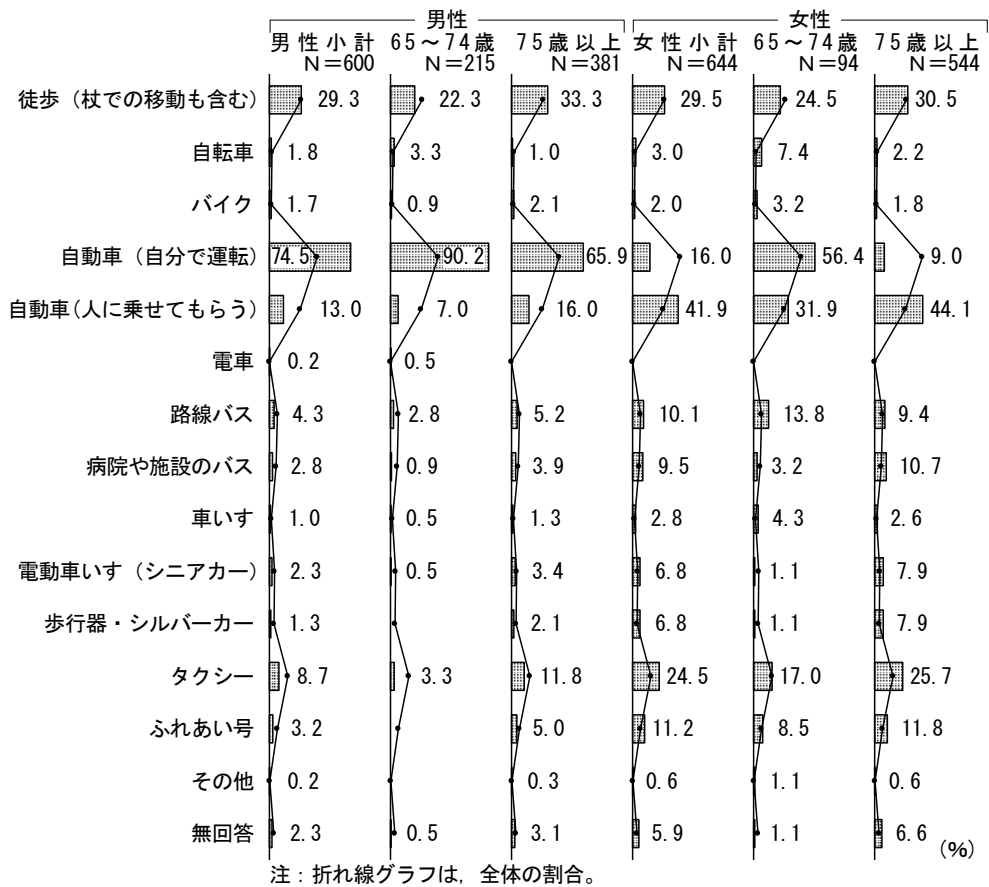 男性 女性
男性小計 65～74歳 75歳以上 女性小計 65～74歳 75歳以上
Ｎ＝600 Ｎ＝215 Ｎ＝381 Ｎ＝644 Ｎ＝94 Ｎ＝544
徒歩（杖での移動も含む） 29.3 22.3 33.3 29.5 24.5 30.5
自転車 1.8 3.3 1.0 3.0 7.4 2.2
バイク 1.7 0.9 2.1 2.0 3.2 1.8
自動車（自分で運転） 74.5 90.2 65.9 16.0 56.4 9.0
自動車（人に乗せてもらう） 13.0 7.0 16.0 41.9 31.9 44.1
電車 0.2 0.5
路線バス 4.3 2.8 5.2 10.1 13.8 9.4
病院や施設のバス 2.8 0.9 3.9 9.5 3.2 10.7
車いす 1.0 0.5 1.3 2.8 4.3 2.6
電動車いす（シニアカー） 2.3 0.5 3.4 6.8 1.1 7.9
歩行器・シルバーカー 1.3 2.1 6.8 1.1 7.9
タクシー 8.7 3.3 11.8 24.5 17.0 25.7
ふれあい号 3.2 5.0 11.2 8.5 11.8
その他 0.2 0.3 0.6 1.1 0.6
無回答 2.3 0.5 3.1 5.9 1.1 6.6
(％)
注：折れ線グラフは，全体の割合。